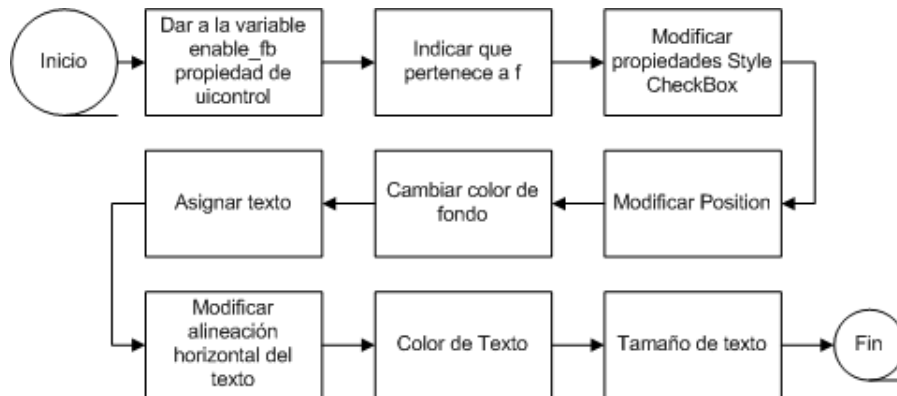 Inicio
Dar a la variable
enable_fb
propiedad de
uicontrol
Indicar que
pertenece a f
Modificar
propiedades Style
CheckBox
Modificar Position
Cambiar color de
fondo
Asignar texto
Modificar
alineación
horizontal del
texto
Color de Texto
Tamaño de texto
Fin